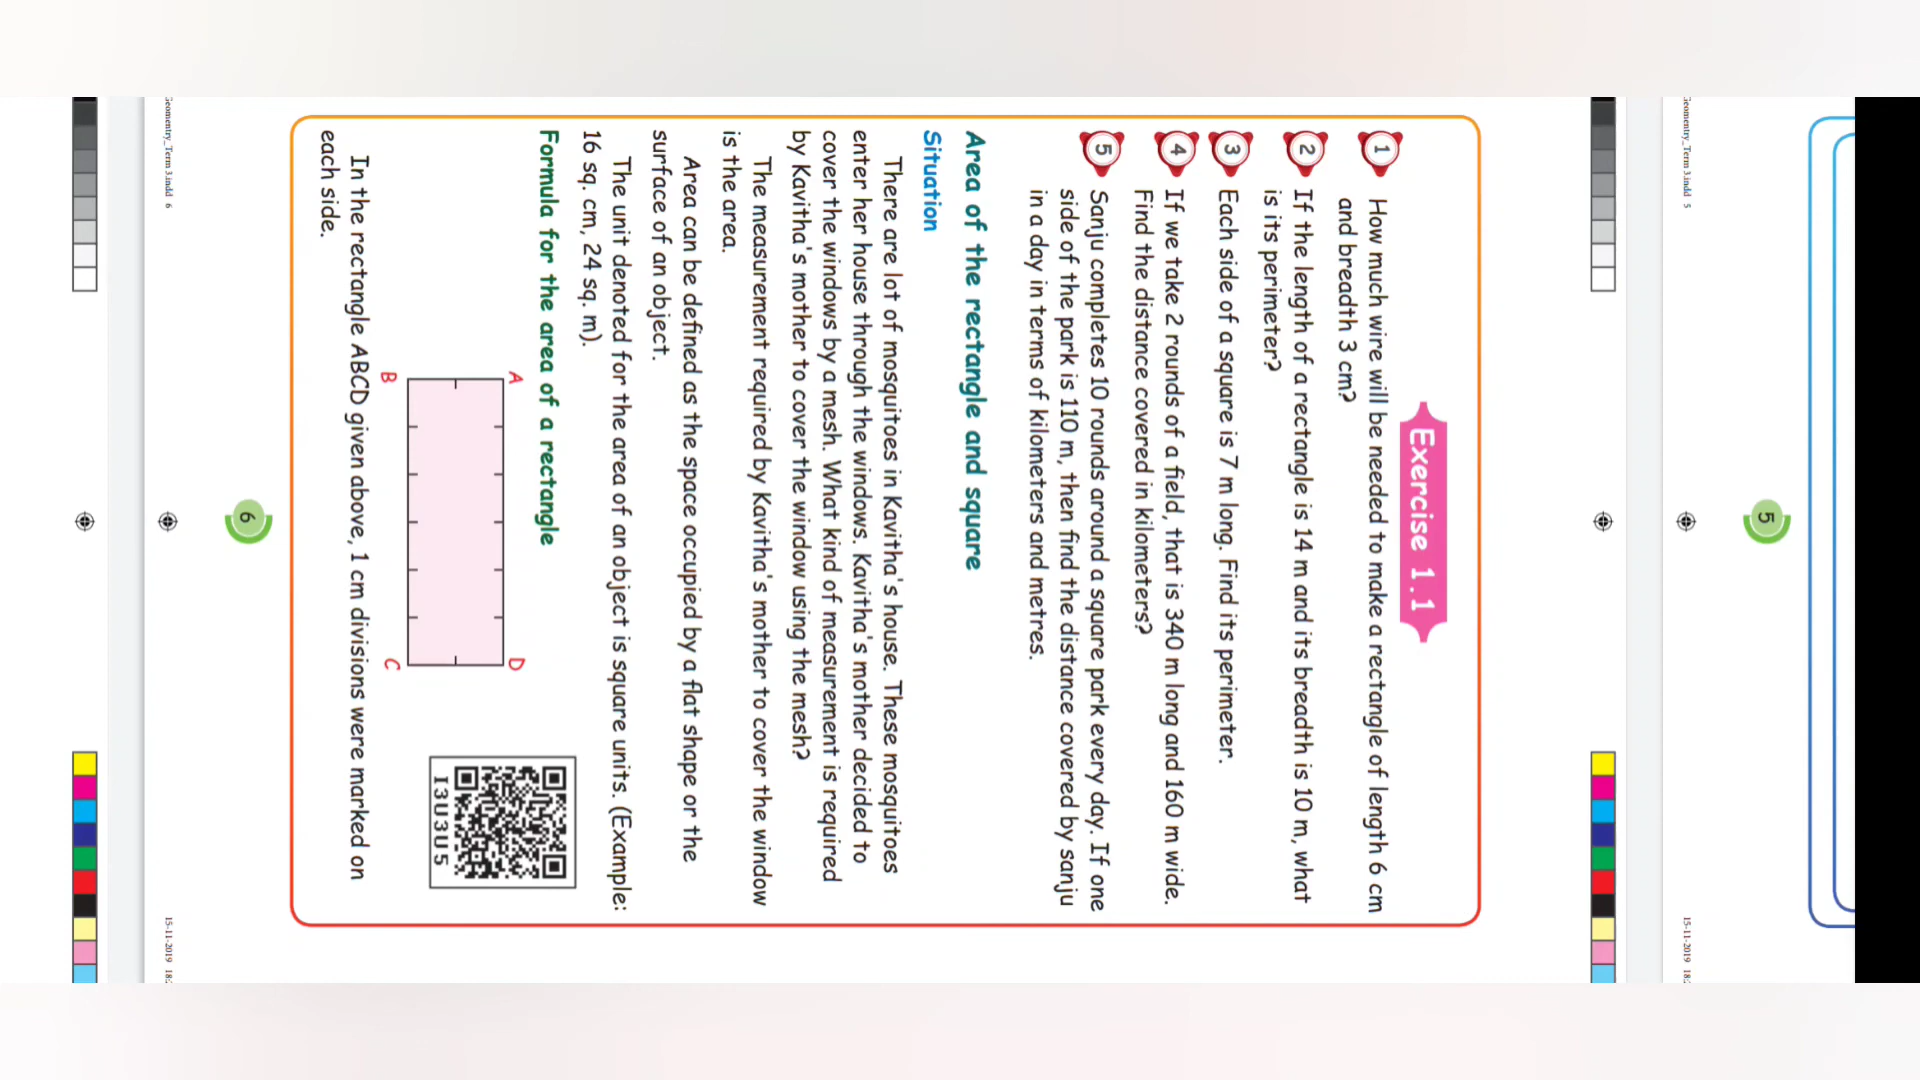 Exercise 1.1
1 How much wire will be needed to make a rectangle of length 6 cm
and breadth 3 cm?
2 If the length of a rectangle is 14 m and its breadth is 10 m, what
is its perimeter?
3 Each side of a square is 7 m long. Find its perimeter.
4 If we take 2 rounds of a field, that is 340 m long and 160 m wide.
Find the distance covered in kilometers?
5 Sanju completes 10 rounds around a square park every day. If one
side of the park is 110 m, then find the distance covered by sanju
in a day in terms of kilometers and metres.
Area of the rectangle and square
Situation
There are lot of mosquitoes in Kavitha's house. These mosquitoes
enter her house through the windows. Kavitha's mother decided to
cover the windows by a mesh. What kind of measurement is required
by Kavitha's mother to cover the window using the mesh?
The measurement required by Kavitha's mother to cover the window
is the area.
Area can be defined as the space occupied by a flat shape or the
surface of an object.
The unit denoted for the area of an object is square units. (Example:
16 sq. cm, 24 sq. m).
Formula for the area of a rectangle
A
D
B
C
I3U3U5
In the rectangle ABCD given above, 1 cm divisions were marked on
each side.
6
5
Term 3.indd 6
15-11-2019
Term 3.indd 5
15-11-2019